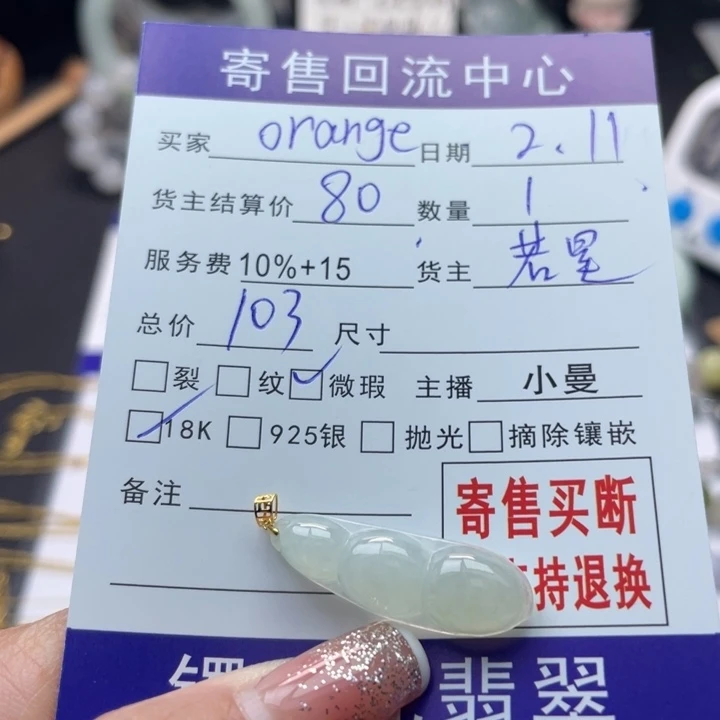 寄售回流中心
买家 orange 日期 2.11
货主结算价 80 数量 1
服务费 10%+15 货主 若星
总价 103 尺寸
裂 纹 微瑕 主播 小曼
18K 925银 抛光 摘除镶嵌
备注
寄售买断
持退换
翡翠